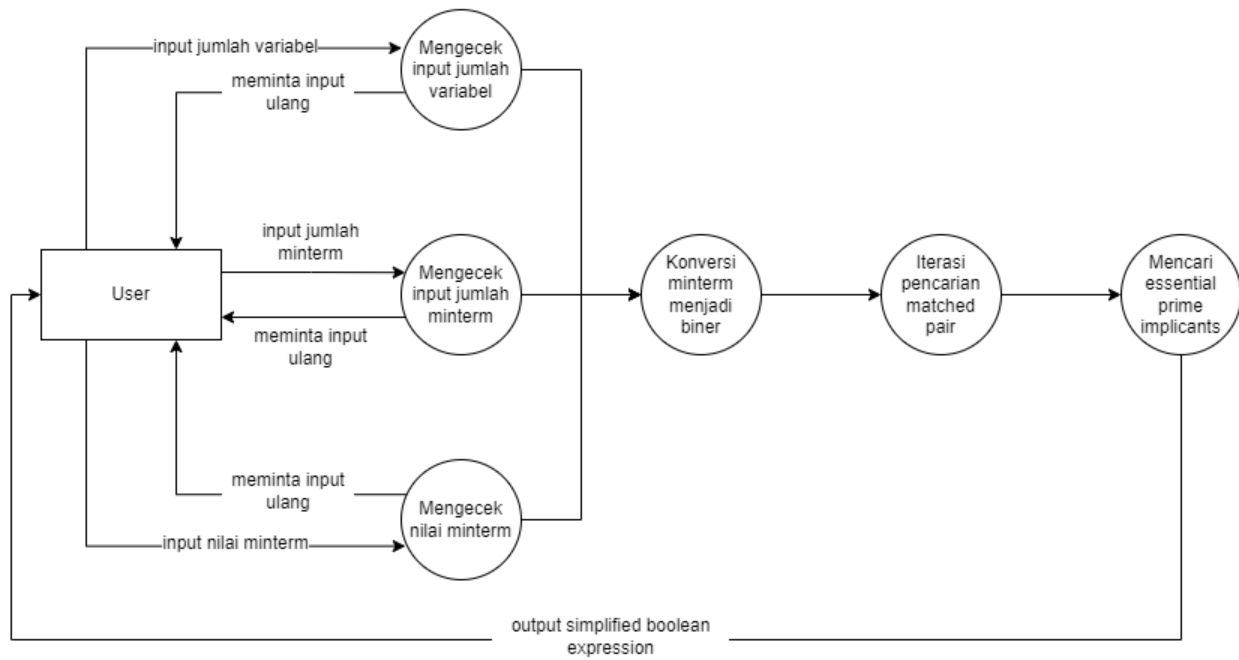 input jumlah variabel
Mengecek
input jumlah
variabel
meminta input
ulang
input jumlah
minterm
User
Mengecek
input jumlah
minterm
meminta input
ulang
Konversi
minterm
menjadi
biner
Iterasi
pencarian
matched
pair
Mencari
essential
prime
implicants
meminta input
ulang
Mengecek
nilai minterm
input nilai minterm
output simplified boolean
expression